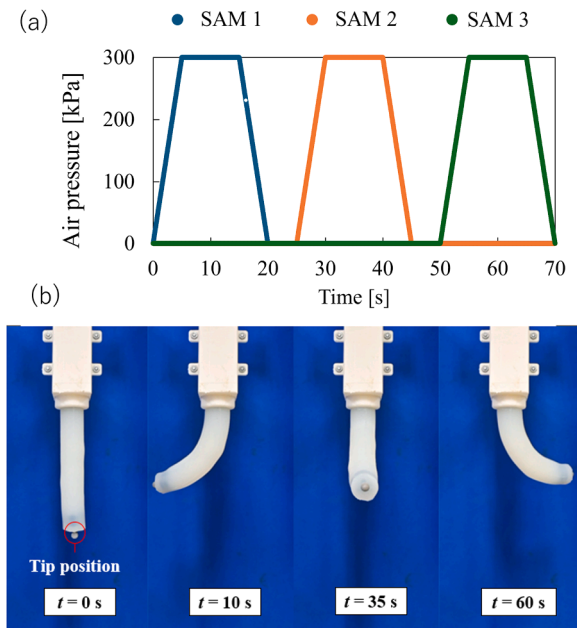 (a)
SAM 1 SAM 2 SAM 3
Air pressure [kPa]
300
200
100
0
0 10 20 30 40 50 60 70
Time [s]
(b)
Tip position
t = 0 s t = 10 s t = 35 s t = 60 s